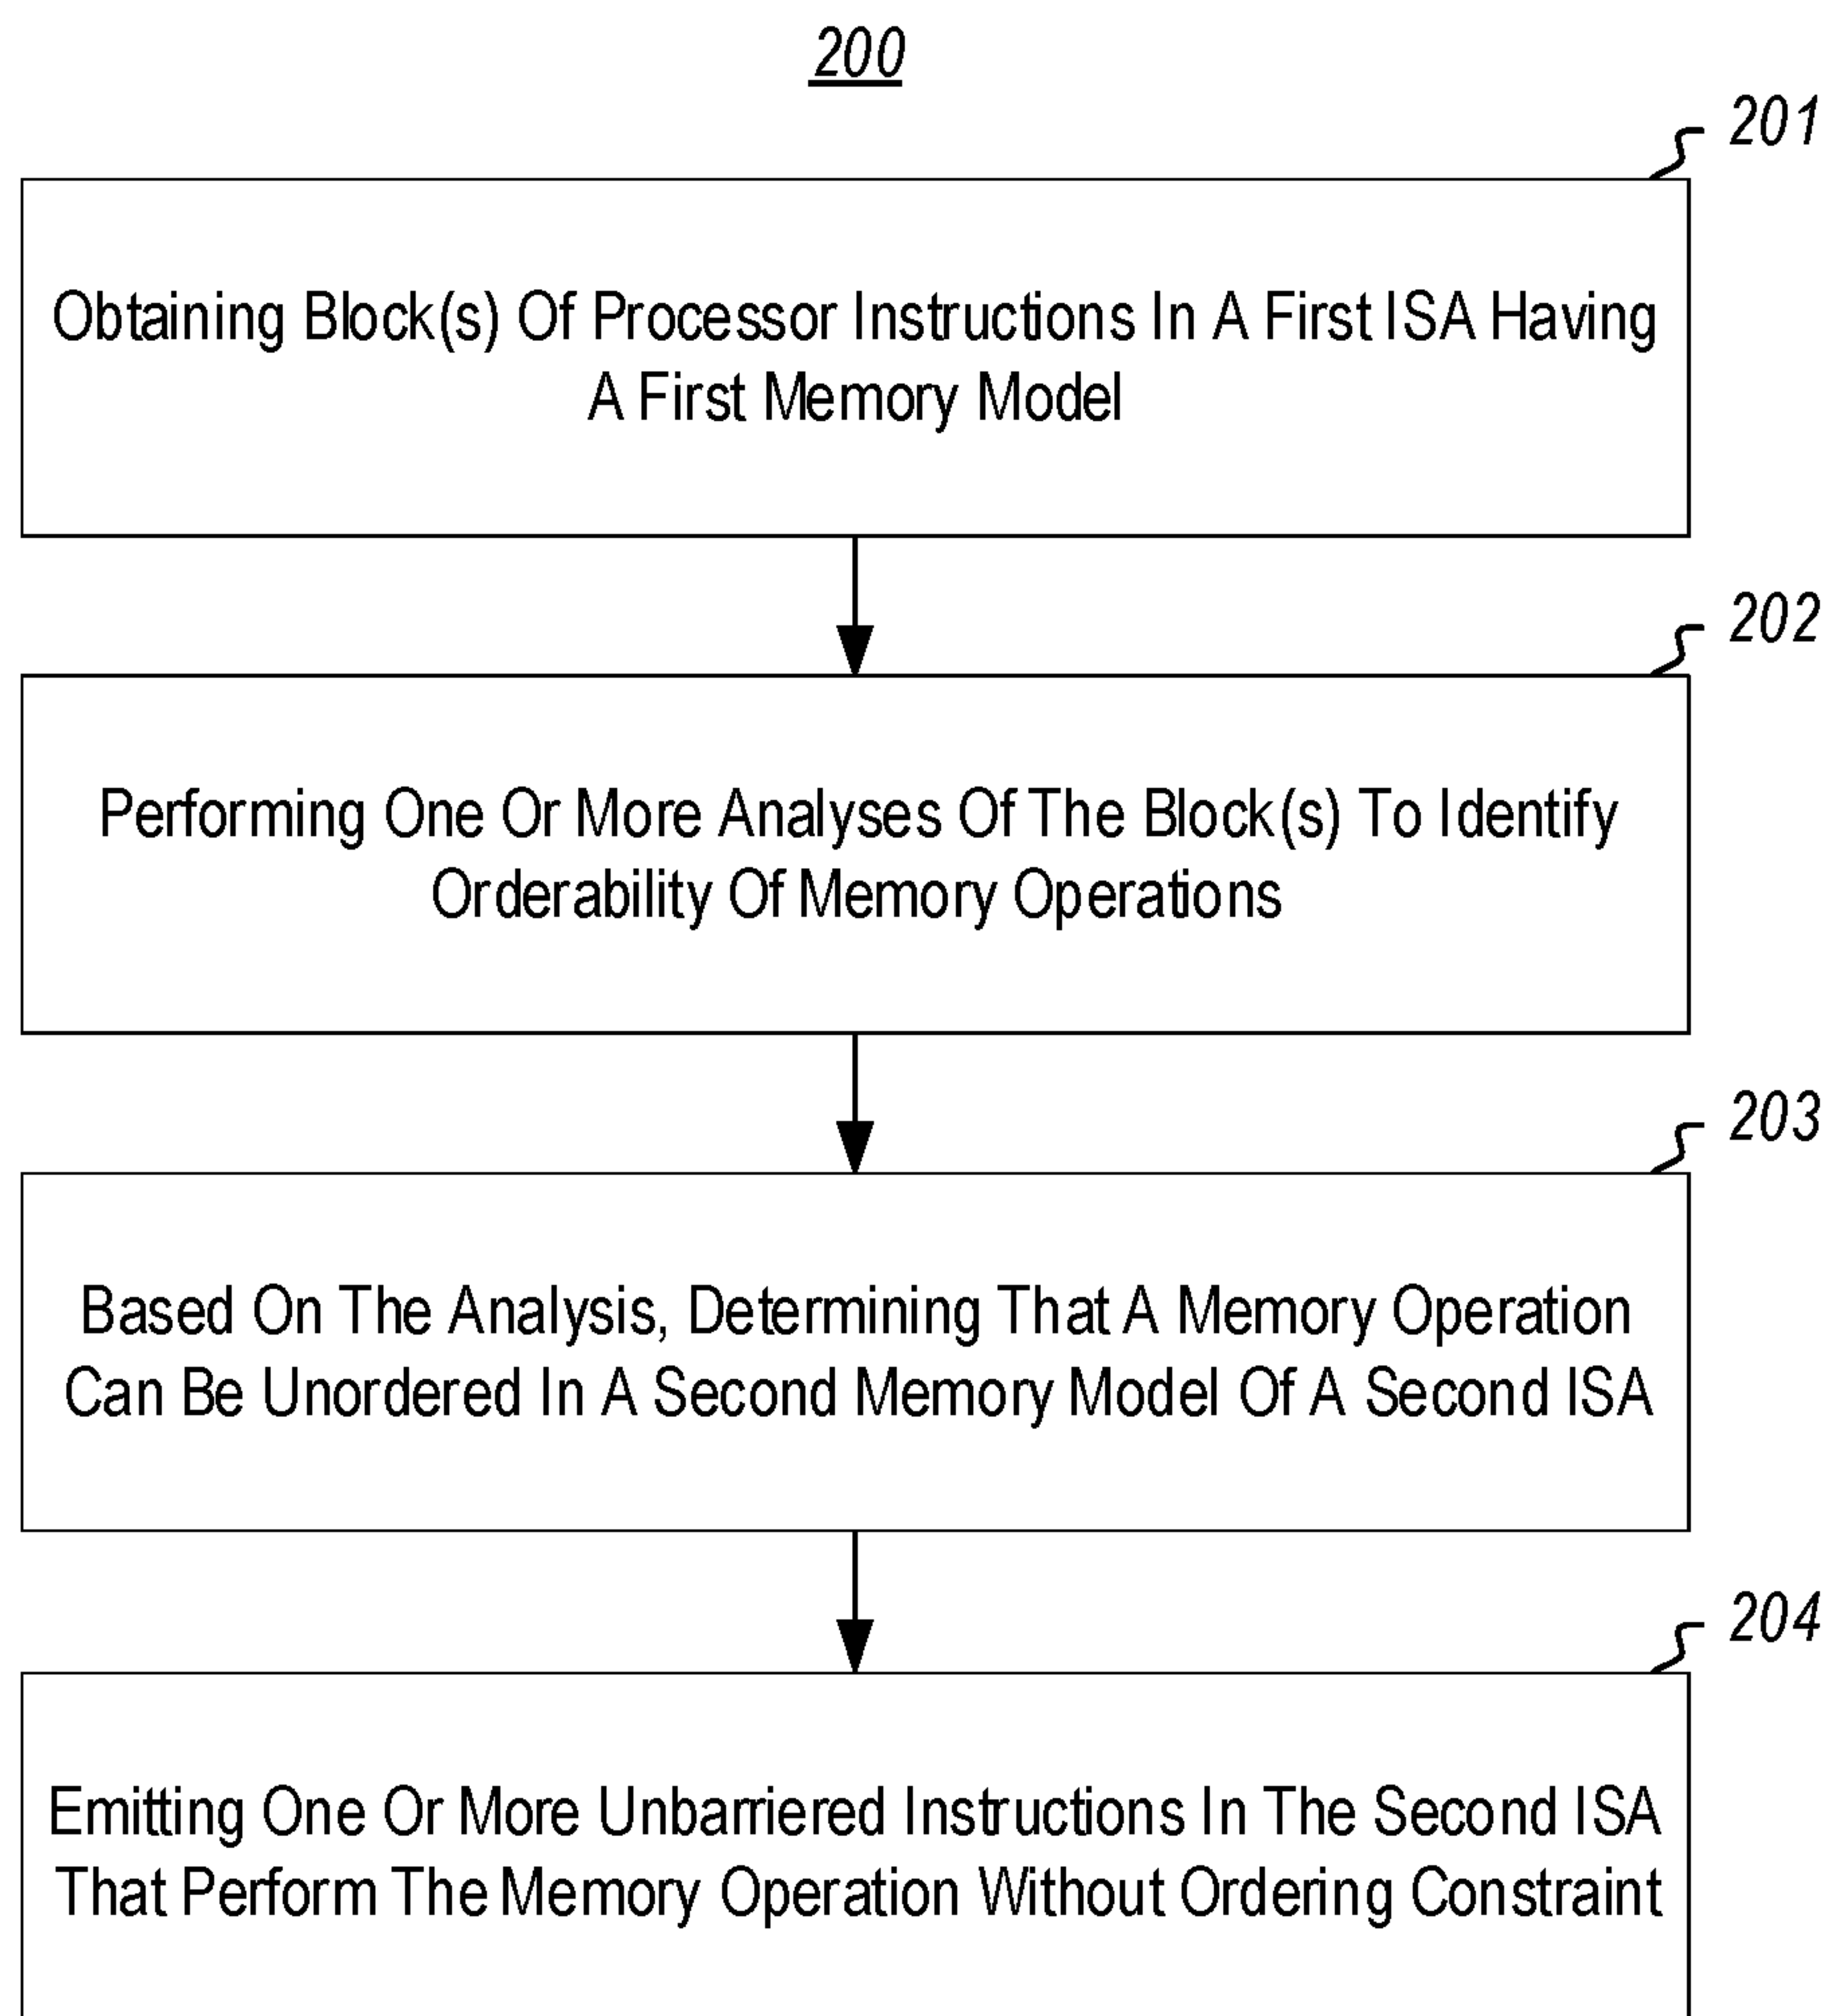 200
201
Obtaining Block(s) Of Processor Instructions In A First ISA Having
A First Memory Model
202
Performing One Or More Analyses Of The Block(s) To Identify
Orderability Of Memory Operations
203
Based On The Analysis, Determining That A Memory Operation
Can Be Unordered In A Second Memory Model Of A Second ISA
204
Emitting One Or More Unbarriered Instructions In The Second ISA
That Perform The Memory Operation Without Ordering Constraint